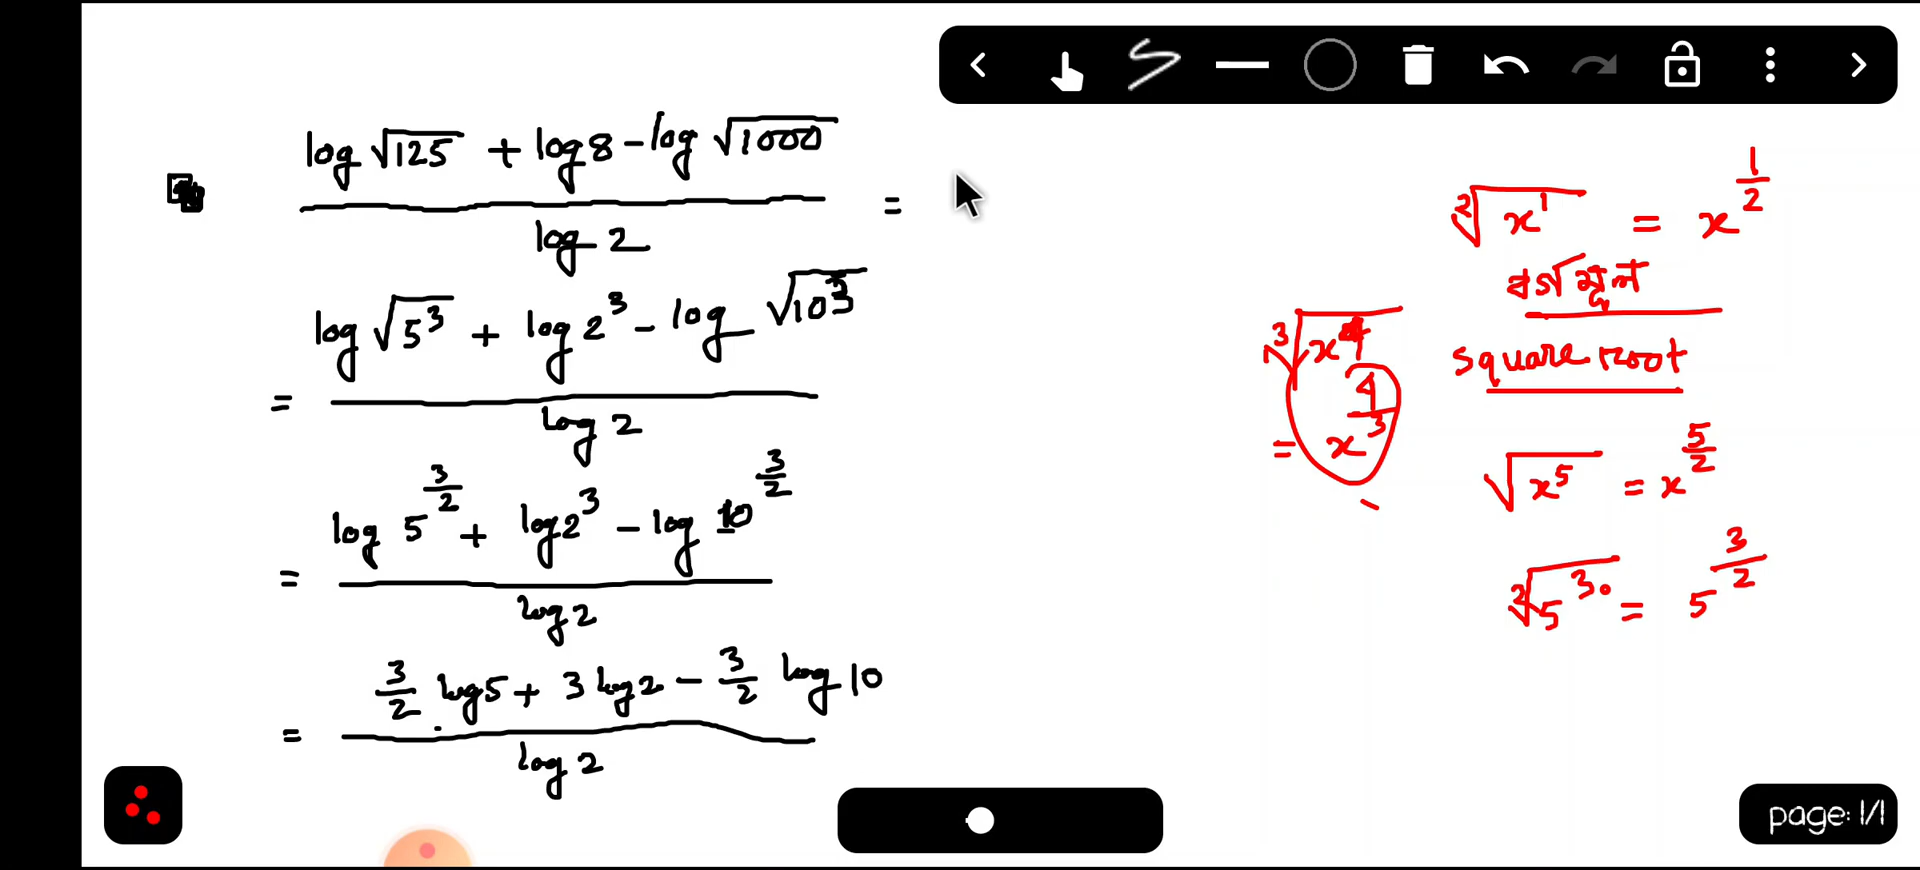 log √125 + log 8 - log √1000
log 2
=
log √5³ + log 2³ - log √10³
=
log 2
log 5^(3/2) + log 2³ - log 10^(3/2)
=
log 2
3/2 log 5 + 3 log 2 - 3/2 log 10
=
log 2
²√x¹ = x^(1/2)
square root
³√x⁴
= x^(4/3)
√x⁵ = x^(5/2)
²√5³ = 5^(3/2)
page: 1/1